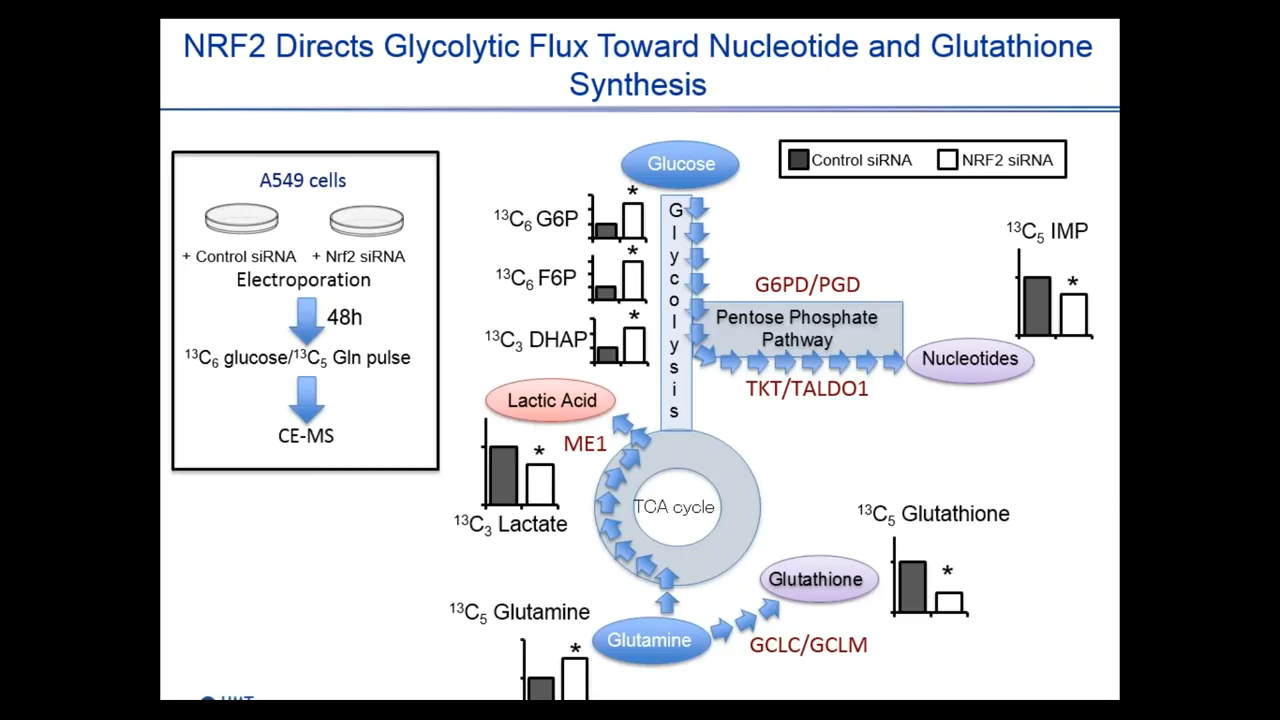 NRF2 Directs Glycolytic Flux Toward Nucleotide and Glutathione
Synthesis
A549 cells
+ Control siRNA + Nrf2 siRNA
Electroporation
48h
¹³C₆ glucose/¹³C₅ Gln pulse
CE-MS
Glucose
Control siRNA NRF2 siRNA
Glycolysis
¹³C₆ G6P
*
¹³C₆ F6P
*
¹³C₃ DHAP
*
G6PD/PGD
Pentose Phosphate
Pathway
TKT/TALDO1
Nucleotides
¹³C₅ IMP
*
Lactic Acid
ME1
*
¹³C₃ Lactate
TCA cycle
¹³C₅ Glutathione
*
Glutathione
¹³C₅ Glutamine
*
Glutamine
GCLC/GCLM